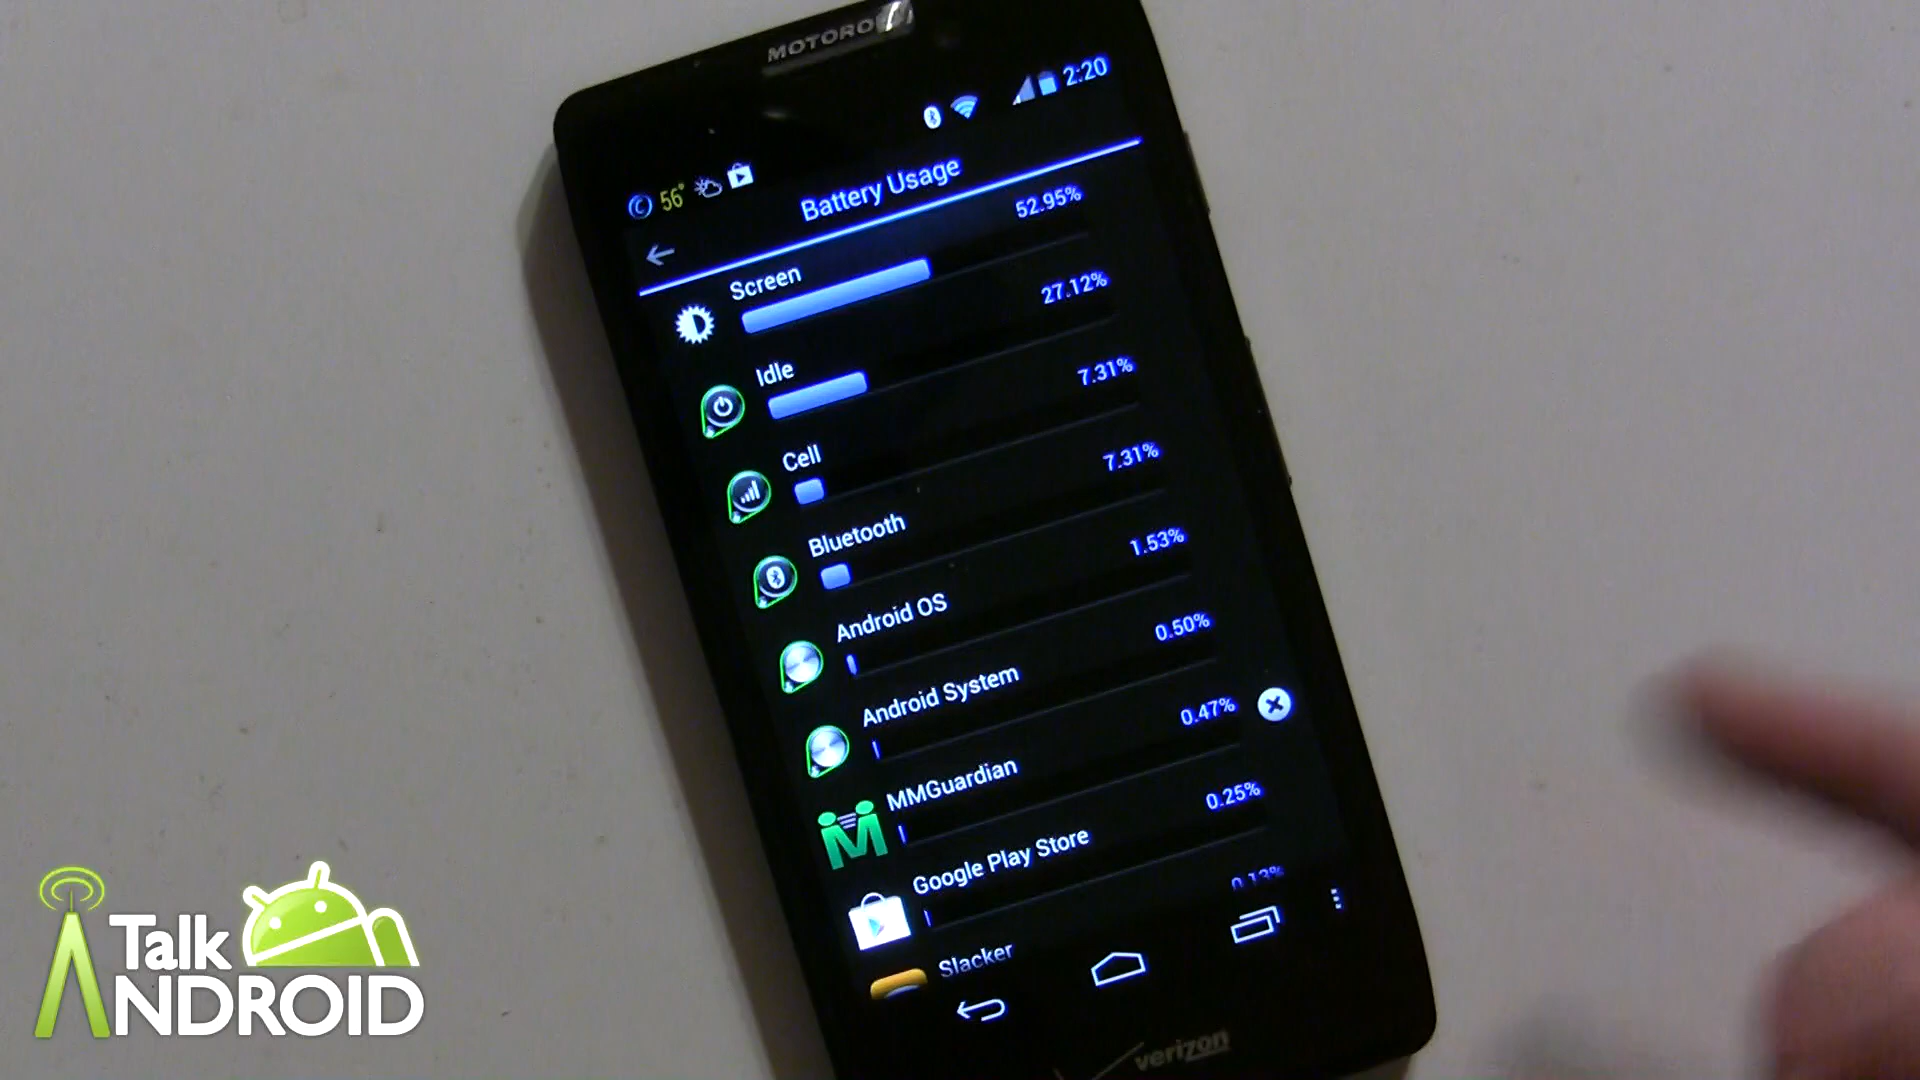 MOTORO
2:20
56°
Battery Usage
52.95%
Screen
27.12%
Idle
7.31%
Cell
7.31%
Bluetooth
1.53%
Android OS
0.50%
Android System
0.47%
MMGuardian
0.25%
Google Play Store
0.13%
Slacker
verizon
Talk
ANDROID